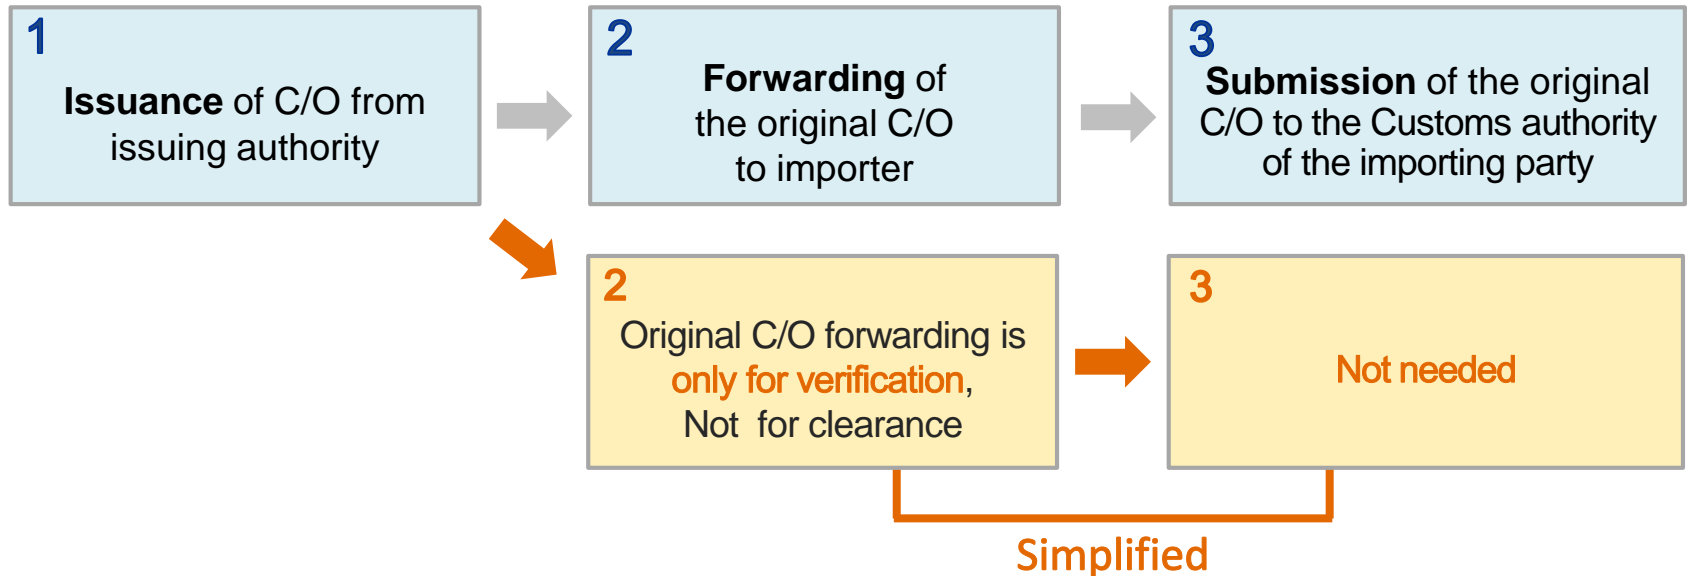 1
Issuance of C/O from
issuing authority
2
Forwarding of
the original C/O
to importer
3
Submission of the original
C/O to the Customs authority
of the importing party
2
Original C/O forwarding is
only for verification,
Not for clearance
3
Not needed
Simplified